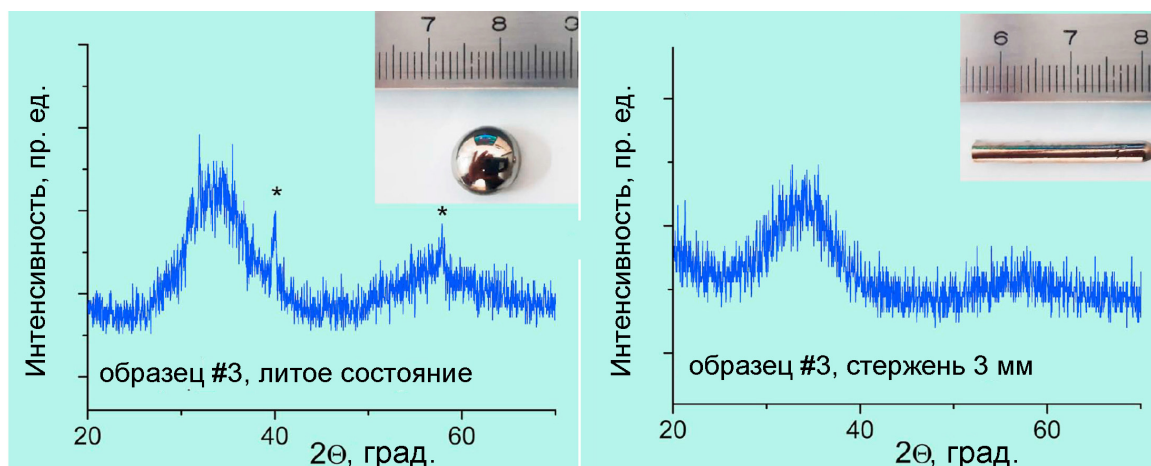 7 8 9
Интенсивность, пр. ед.
*
*
образец #3, литое состояние
20 40 60
2Θ, град.
6 7 8
Интенсивность, пр. ед.
образец #3, стержень 3 мм
20 40 60
2Θ, град.